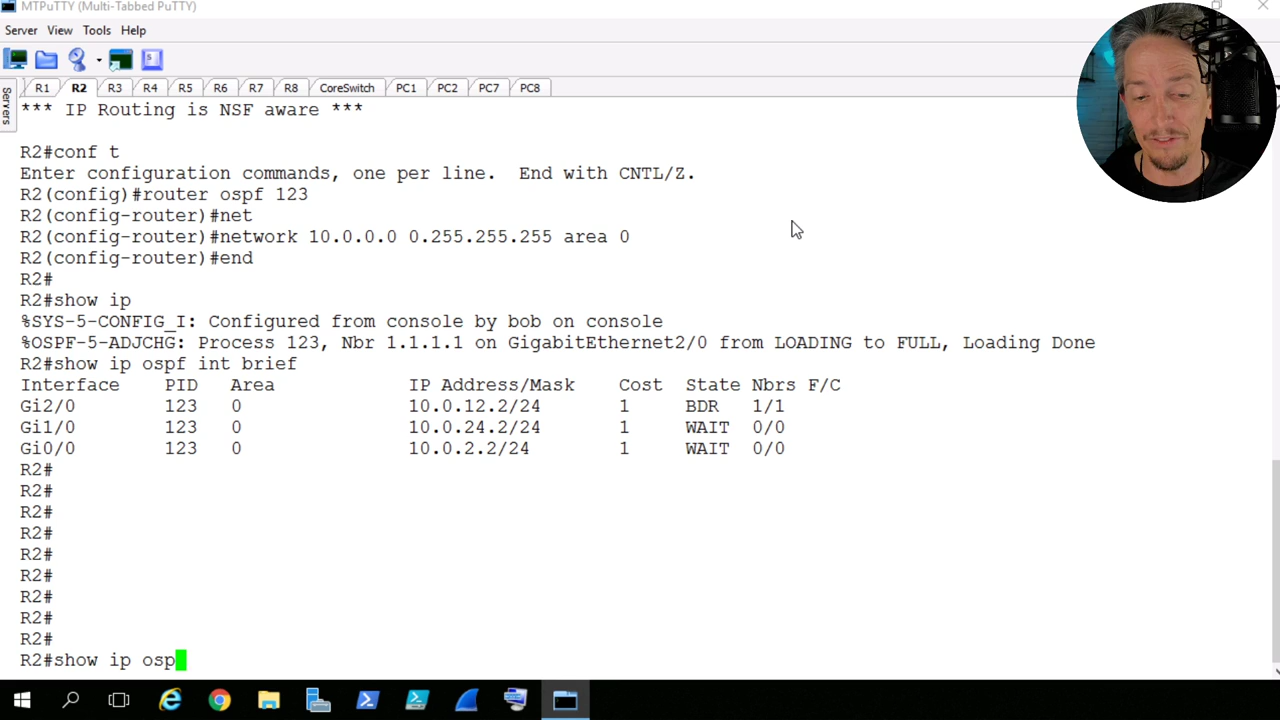 MTPuTTY (Multi-Tabbed PuTTY)
Server View Tools Help
R1 R2 R3 R4 R5 R6 R7 R8 CoreSwitch PC1 PC2 PC7 PC8
Servers
*** IP Routing is NSF aware ***
R2#conf t
Enter configuration commands, one per line.  End with CNTL/Z.
R2(config)#router ospf 123
R2(config-router)#net
R2(config-router)#network 10.0.0.0 0.255.255.255 area 0
R2(config-router)#end
R2#
R2#show ip
%SYS-5-CONFIG_I: Configured from console by bob on console
%OSPF-5-ADJCHG: Process 123, Nbr 1.1.1.1 on GigabitEthernet2/0 from LOADING to FULL, Loading Done
R2#show ip ospf int brief
Interface    PID   Area            IP Address/Mask    Cost  State Nbrs F/C
Gi2/0        123   0               10.0.12.2/24       1     BDR   1/1
Gi1/0        123   0               10.0.24.2/24       1     WAIT  0/0
Gi0/0        123   0               10.0.2.2/24        1     WAIT  0/0
R2#
R2#
R2#
R2#
R2#
R2#
R2#
R2#
R2#
R2#show ip osp